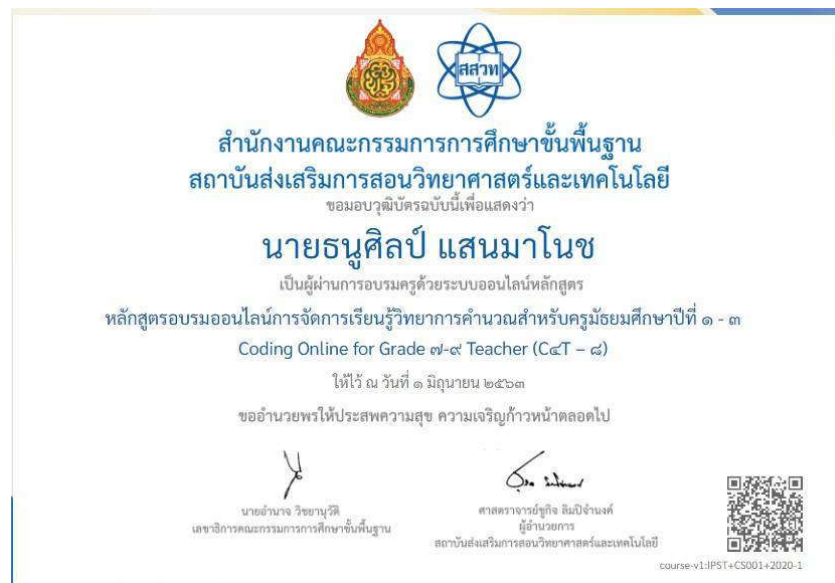 สสวท
สำนักงานคณะกรรมการการศึกษาขั้นพื้นฐาน
สถาบันส่งเสริมการสอนวิทยาศาสตร์และเทคโนโลยี
ขอมอบวุฒิบัตรฉบับนี้เพื่อแสดงว่า
นายธนูศิลป์ แสนมาโนช
เป็นผู้ผ่านการอบรมครูด้วยระบบออนไลน์หลักสูตร
หลักสูตรอบรมออนไลน์การจัดการเรียนรู้วิทยาการคำนวณสำหรับครูมัธยมศึกษาปีที่ ๑ - ๓
Coding Online for Grade ๗-๙ Teacher (C๔T – ๘)
ให้ไว้ ณ วันที่ ๑ มิถุนายน ๒๕๖๓
ขออำนวยพรให้ประสพความสุข ความเจริญก้าวหน้าตลอดไป
นายอำนาจ วิชยานุวัติ
เลขาธิการคณะกรรมการการศึกษาขั้นพื้นฐาน
ศาสตราจารย์ชูกิจ ลิมปิจำนงค์
ผู้อำนวยการ
สถาบันส่งเสริมการสอนวิทยาศาสตร์และเทคโนโลยี
course-v1:IPST+CS001+2020-1